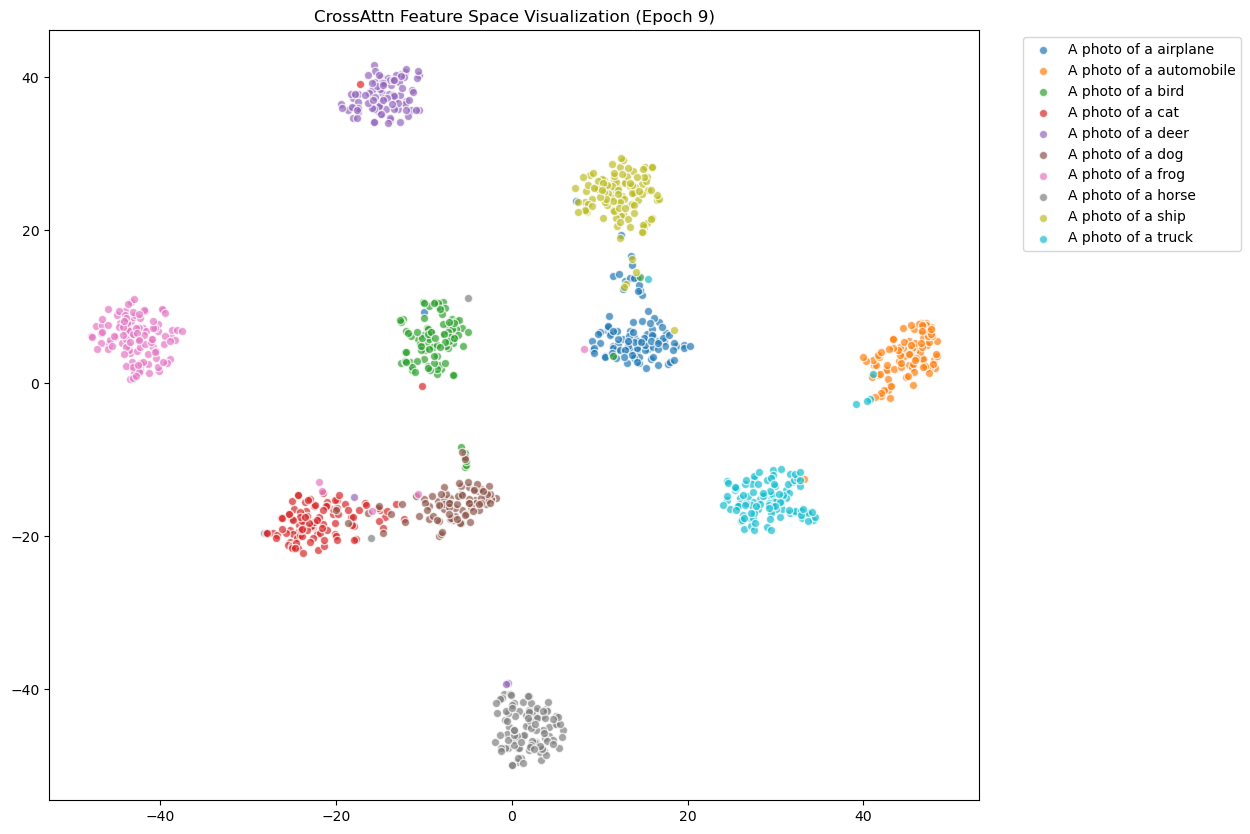 CrossAttn Feature Space Visualization (Epoch 9)
A photo of a airplane
A photo of a automobile
A photo of a bird
A photo of a cat
A photo of a deer
A photo of a dog
A photo of a frog
A photo of a horse
A photo of a ship
A photo of a truck
40
20
0
−20
−40
−40 −20 0 20 40